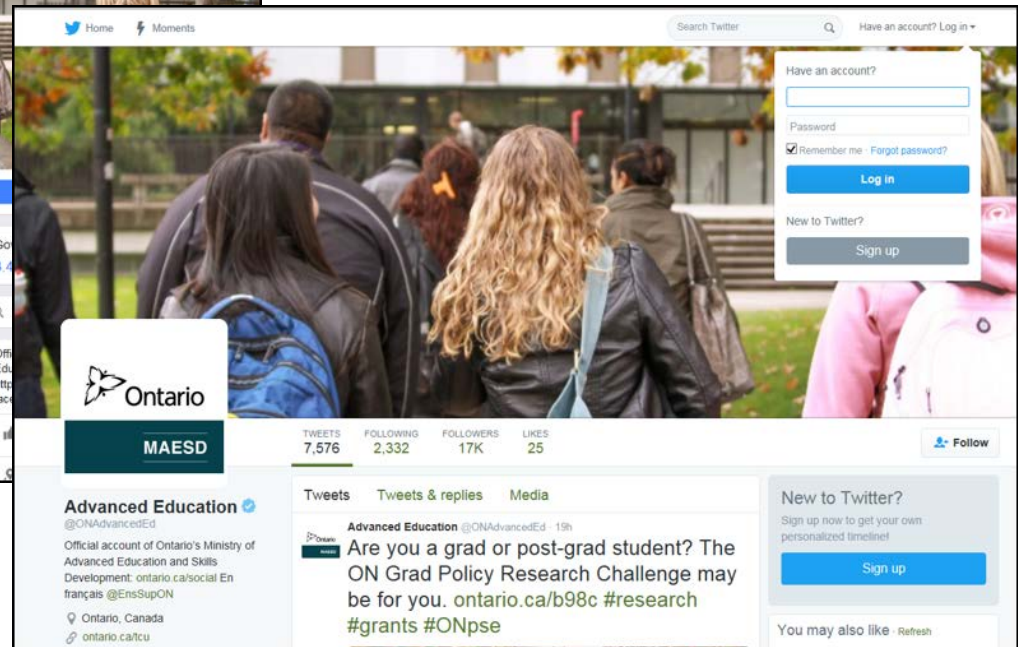 Home Moments
Search Twitter
Have an account? Log in
Have an account?
Password
Remember me · Forgot password?
Log in
New to Twitter?
Sign up
Ontario
MAESD
TWEETS FOLLOWING FOLLOWERS LIKES
7,576 2,332 17K 25
Follow
Advanced Education
@ONAdvancedEd
Official account of Ontario's Ministry of
Advanced Education and Skills
Development: ontario.ca/social En
français @EnsSupON
Ontario, Canada
ontario.ca/tcu
Tweets Tweets & replies Media
Advanced Education @ONAdvancedEd · 19h
Are you a grad or post-grad student? The
ON Grad Policy Research Challenge may
be for you. ontario.ca/b98c #research
#grants #ONpse
New to Twitter?
Sign up now to get your own
personalized timeline!
Sign up
You may also like · Refresh